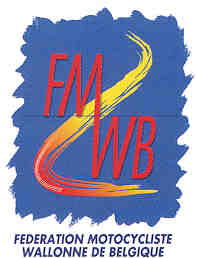 FM
WB
FEDERATION MOTOCYCLISTE
WALLONNE DE BELGIQUE